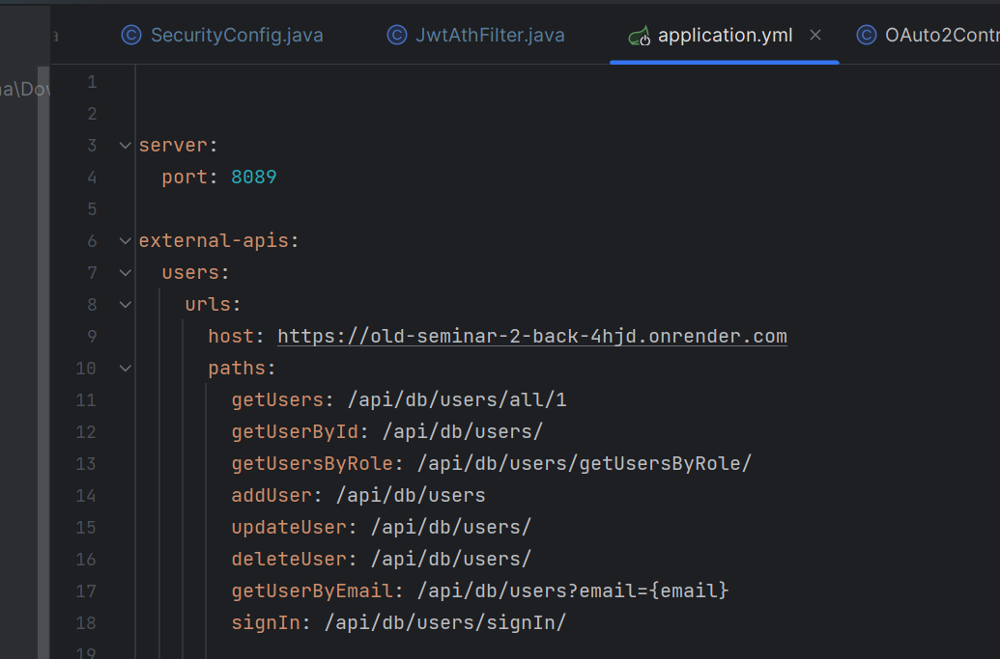 SecurityConfig.java JwtAthFilter.java application.yml
1
2
3 server:
4 port: 8089
5
6 external-apis:
7 users:
8 urls:
9 host: https://old-seminar-2-back-4hjd.onrender.com
10 paths:
11 getUsers: /api/db/users/all/1
12 getUserById: /api/db/users/
13 getUsersByRole: /api/db/users/getUsersByRole/
14 addUser: /api/db/users
15 updateUser: /api/db/users/
16 deleteUser: /api/db/users/
17 getUserByEmail: /api/db/users?email={email}
18 signIn: /api/db/users/signIn/
19